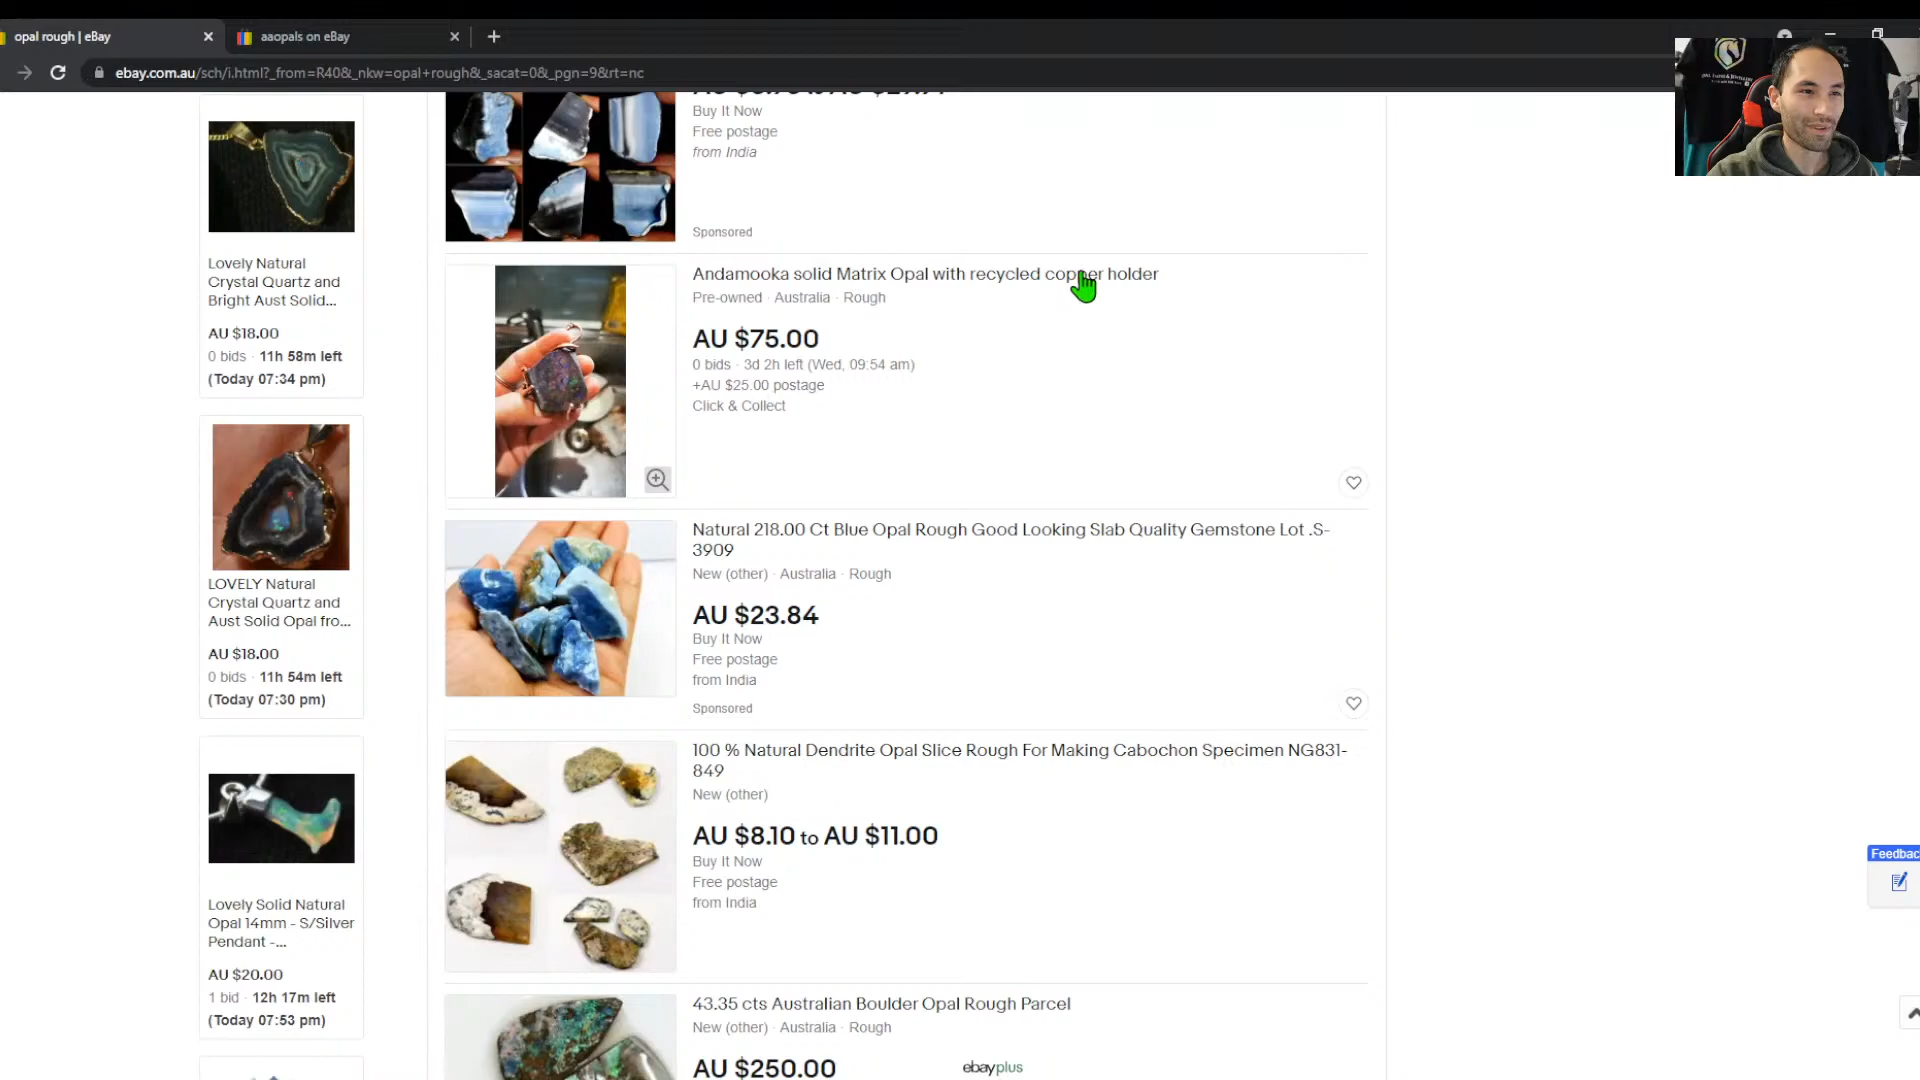 opal rough | eBay
aaopals on eBay
ebay.com.au/sch/i.html?_from=R40&_nkw=opal+rough&_sacat=0&_pgn=9&rt=nc
Lovely Natural
Crystal Quartz and
Bright Aust Solid...
AU $18.00
0 bids · 11h 58m left
(Today 07:34 pm)
LOVELY Natural
Crystal Quartz and
Aust Solid Opal fro...
AU $18.00
0 bids · 11h 54m left
(Today 07:30 pm)
Lovely Solid Natural
Opal 14mm - S/Silver
Pendant -...
AU $20.00
1 bid · 12h 17m left
(Today 07:53 pm)
Buy It Now
Free postage
from India
Sponsored
Andamooka solid Matrix Opal with recycled copper holder
Pre-owned · Australia · Rough
AU $75.00
0 bids · 3d 2h left (Wed, 09:54 am)
+AU $25.00 postage
Click & Collect
Natural 218.00 Ct Blue Opal Rough Good Looking Slab Quality Gemstone Lot .S-
3909
New (other) · Australia · Rough
AU $23.84
Buy It Now
Free postage
from India
Sponsored
100 % Natural Dendrite Opal Slice Rough For Making Cabochon Specimen NG831-
849
New (other)
AU $8.10 to AU $11.00
Buy It Now
Free postage
from India
43.35 cts Australian Boulder Opal Rough Parcel
New (other) · Australia · Rough
AU $250.00
ebayplus
Feedbac